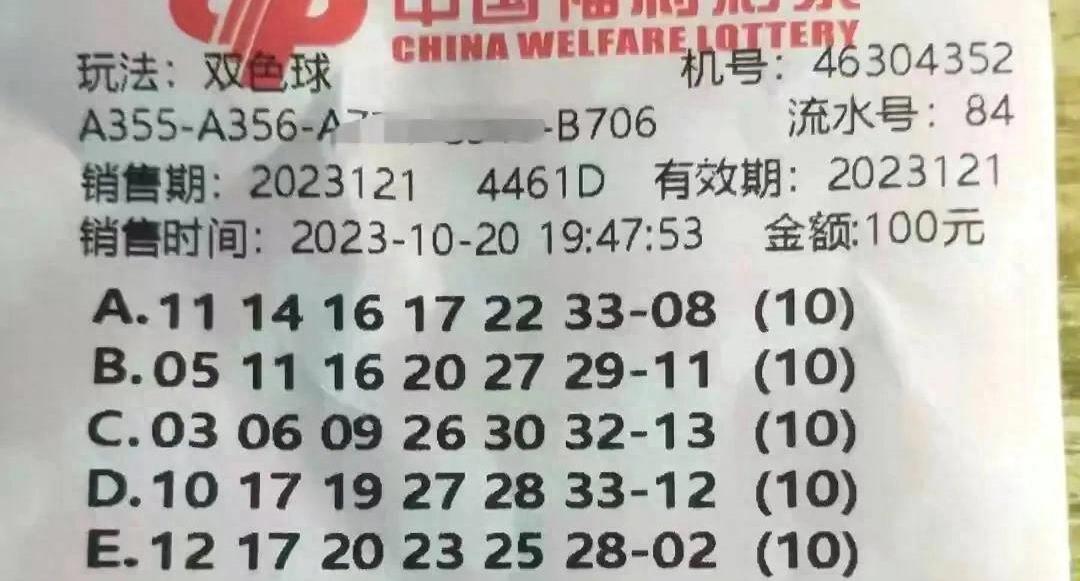 CHINA WELFARE LOTTERY
玩法：双色球 机号：46304352
A355-A356-A -B706 流水号：84
销售期：2023121 4461D 有效期：2023121
销售时间：2023-10-20 19:47:53 金额:100元
A.11 14 16 17 22 33-08 (10)
B.05 11 16 20 27 29-11 (10)
C.03 06 09 26 30 32-13 (10)
D.10 17 19 27 28 33-12 (10)
E.12 17 20 23 25 28-02 (10)